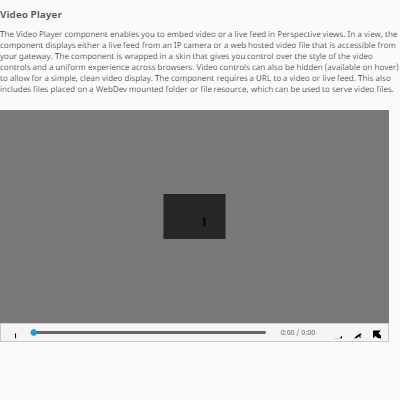 Video Player
The Video Player component enables you to embed video or a live feed in Perspective views. In a view, the
component displays either a live feed from an IP camera or a web hosted video file that is accessible from
your gateway. The component is wrapped in a skin that gives you control over the style of the video
controls and a uniform experience across browsers. Video controls can also be hidden (available on hover)
to allow for a simple, clean video display. The component requires a URL to a video or live feed. This also
includes files placed on a WebDev mounted folder or file resource, which can be used to serve video files.
0:00 / 0:00